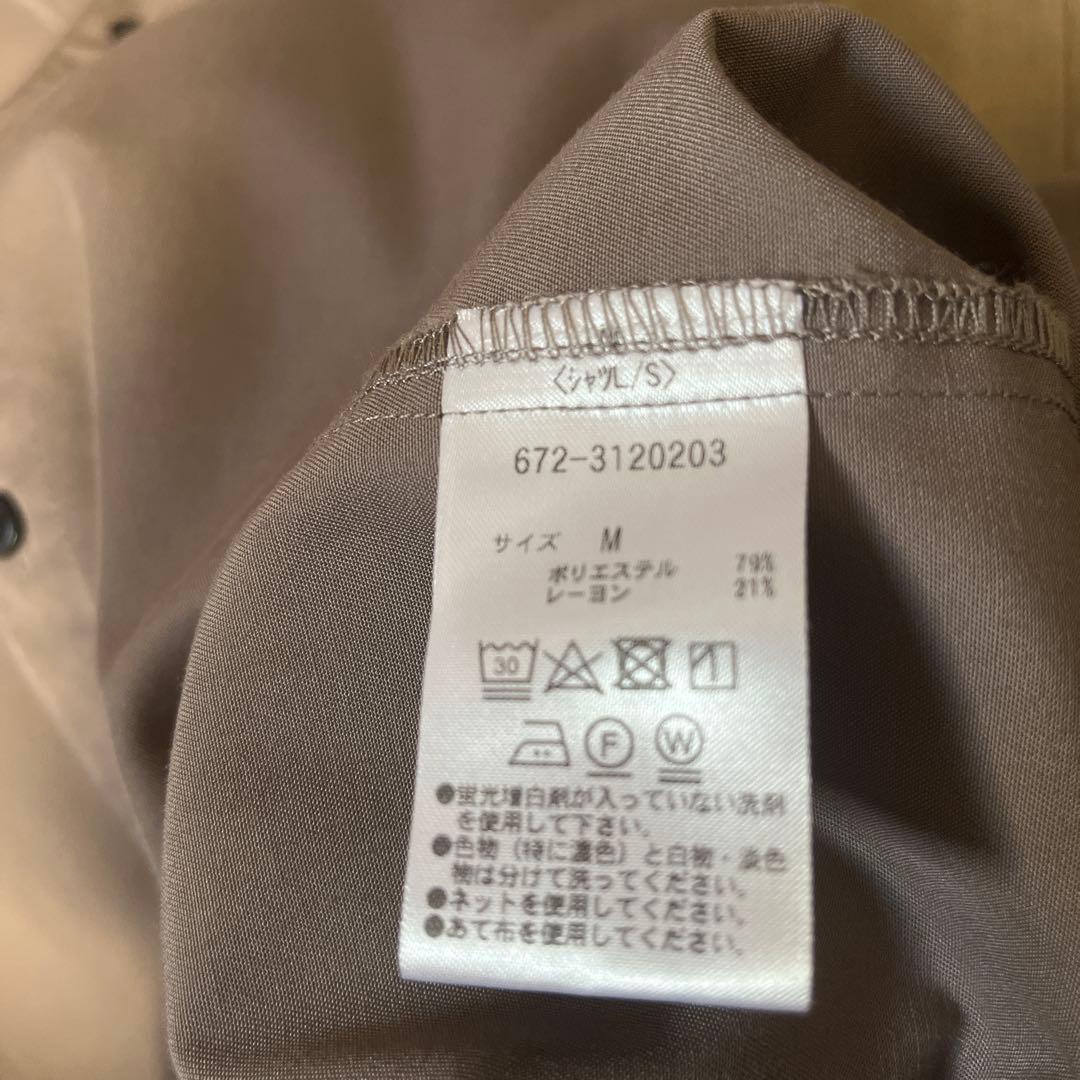 〈シャツL/S〉
672-3120203
サイズ M
ポリエステル 79%
レーヨン 21%
30
F W
●蛍光増白剤が入っていない洗剤
を使用して下さい。
●色物（特に濃色）と白物・淡色
物は分けて洗ってください。
●ネットを使用してください。
●あて布を使用してください。